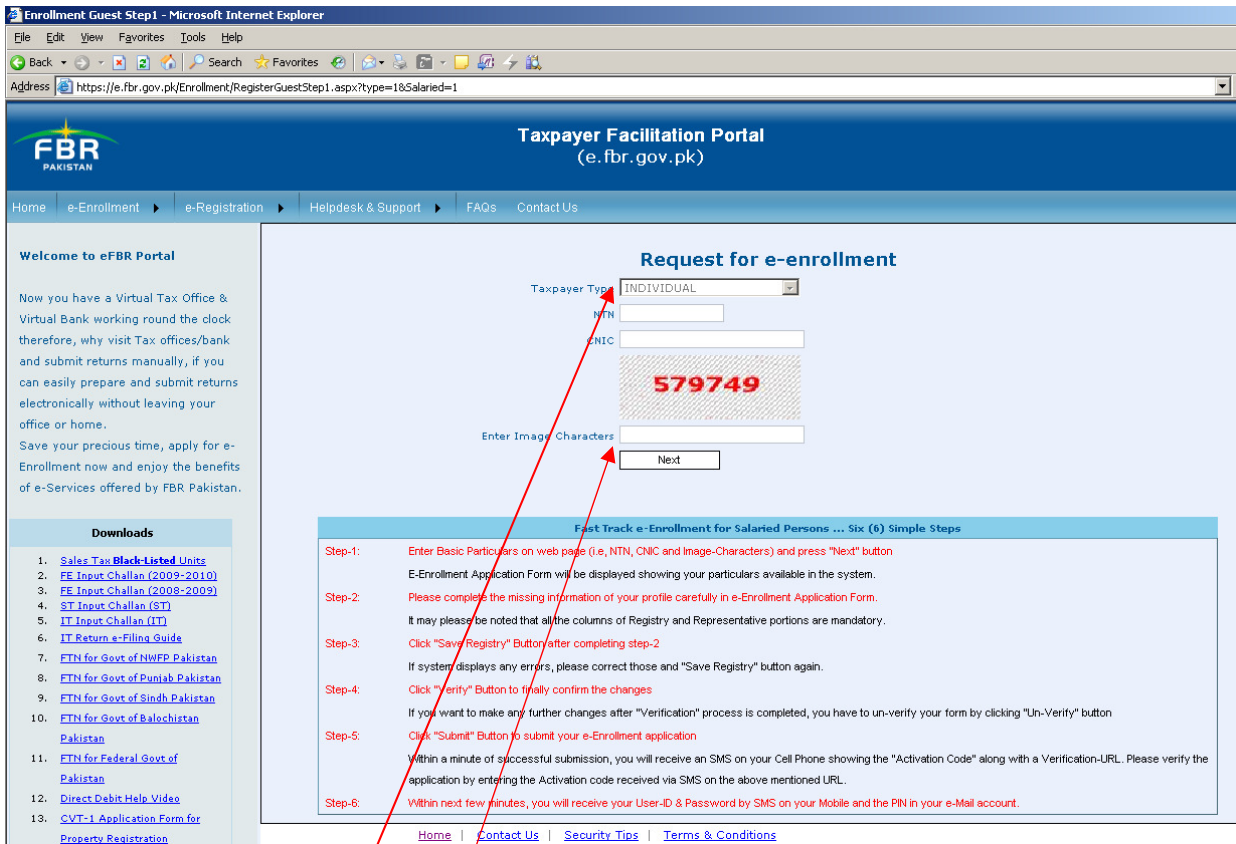 Enrollment Guest Step1 - Microsoft Internet Explorer
File Edit View Favorites Tools Help
Back Search Favorites
Address https://e.fbr.gov.pk/Enrollment/RegisterGuestStep1.aspx?type=1&Salaried=1
FBR
PAKISTAN
Taxpayer Facilitation Portal
(e.fbr.gov.pk)
Home e-Enrollment e-Registration Helpdesk & Support FAQs Contact Us
Welcome to eFBR Portal
Now you have a Virtual Tax Office &
Virtual Bank working round the clock
therefore, why visit Tax offices/bank
and submit returns manually, if you
can easily prepare and submit returns
electronically without leaving your
office or home.
Save your precious time, apply for e-
Enrollment now and enjoy the benefits
of e-Services offered by FBR Pakistan.
Downloads
1. Sales Tax Black-Listed Units
2. FE Input Challan (2009-2010)
3. FE Input Challan (2008-2009)
4. ST Input Challan (ST)
5. IT Input Challan (IT)
6. IT Return e-Filing Guide
7. FTN for Govt of NWFP Pakistan
8. FTN for Govt of Punjab Pakistan
9. FTN for Govt of Sindh Pakistan
10. FTN for Govt of Balochistan
Pakistan
11. FTN for Federal Govt of
Pakistan
12. Direct Debit Help Video
13. CVT-1 Application Form for
Property Registration
Request for e-enrollment
Taxpayer Type INDIVIDUAL
NTN
CNIC
579749
Enter Image Characters
Next
Fast Track e-Enrollment for Salaried Persons ... Six (6) Simple Steps
Step-1: Enter Basic Particulars on web page (i.e, NTN, CNIC and Image-Characters) and press "Next" button
E-Enrollment Application Form will be displayed showing your particulars available in the system.
Step-2: Please complete the missing information of your profile carefully in e-Enrollment Application Form.
It may please be noted that all the columns of Registry and Representative portions are mandatory.
Step-3: Click "Save Registry" Button after completing step-2
If system displays any errors, please correct those and "Save Registry" button again.
Step-4: Click "Verify" Button to finally confirm the changes
If you want to make any further changes after "Verification" process is completed, you have to un-verify your form by clicking "Un-Verify" button
Step-5: Click "Submit" Button to submit your e-Enrollment application
Within a minute of successful submission, you will receive an SMS on your Cell Phone showing the "Activation Code" along with a Verification-URL. Please verify the
application by entering the Activation code received via SMS on the above mentioned URL.
Step-6: Within next few minutes, you will receive your User-ID & Password by SMS on your Mobile and the PIN in your e-Mail account.
Home | Contact Us | Security Tips | Terms & Conditions